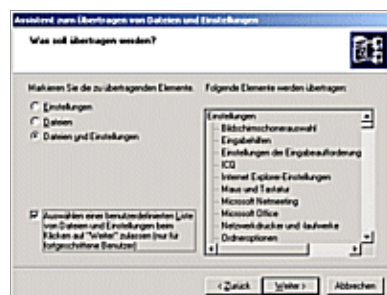 Assistent zum Übertragen von Dateien und Einstellungen
Was soll übertragen werden?
Markieren Sie die zu übertragenden Elemente.
Einstellungen
Dateien
Dateien und Einstellungen
Auswählen einer benutzerdefinierten Liste
von Dateien und Einstellungen beim
Klicken auf "Weiter" zulassen (nur für
fortgeschrittene Benutzer)
Folgende Elemente werden übertragen:
Einstellungen
Bildschirmschonerauswahl
Eingabehilfen
Einstellungen der Eingabeaufforderung
ICQ
Internet Explorer-Einstellungen
Maus und Tastatur
Microsoft Netmeeting
Microsoft Office
Netzwerkdrucker und -laufwerke
Ordneroptionen
< Zurück
Weiter >
Abbrechen